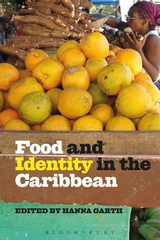 Food and
Identity in the
Caribbean
EDITED BY HANNA GARTH
BLOOMSBURY